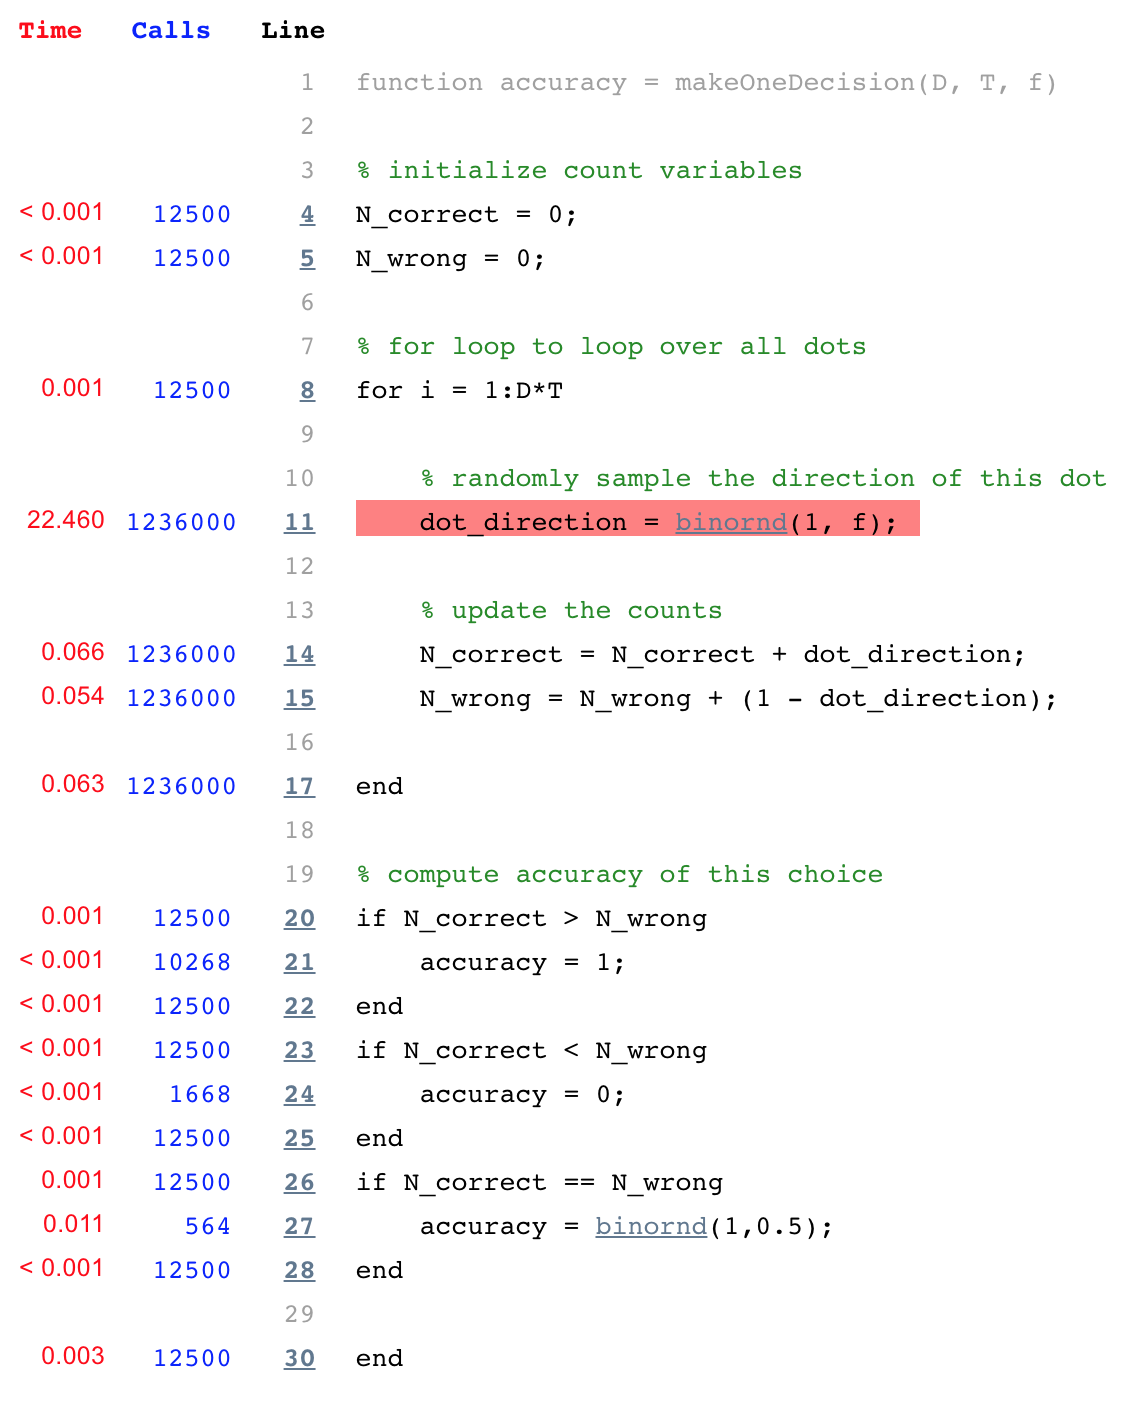 Time Calls Line
1 function accuracy = makeOneDecision(D, T, f)
2
3 % initialize count variables
< 0.001 12500 4 N_correct = 0;
< 0.001 12500 5 N_wrong = 0;
6
7 % for loop to loop over all dots
0.001 12500 8 for i = 1:D*T
9
10 % randomly sample the direction of this dot
22.460 1236000 11 dot_direction = binornd(1, f);
12
13 % update the counts
0.066 1236000 14 N_correct = N_correct + dot_direction;
0.054 1236000 15 N_wrong = N_wrong + (1 - dot_direction);
16
0.063 1236000 17 end
18
19 % compute accuracy of this choice
0.001 12500 20 if N_correct > N_wrong
< 0.001 10268 21 accuracy = 1;
< 0.001 12500 22 end
< 0.001 12500 23 if N_correct < N_wrong
< 0.001 1668 24 accuracy = 0;
< 0.001 12500 25 end
0.001 12500 26 if N_correct == N_wrong
0.011 564 27 accuracy = binornd(1,0.5);
< 0.001 12500 28 end
29
0.003 12500 30 end